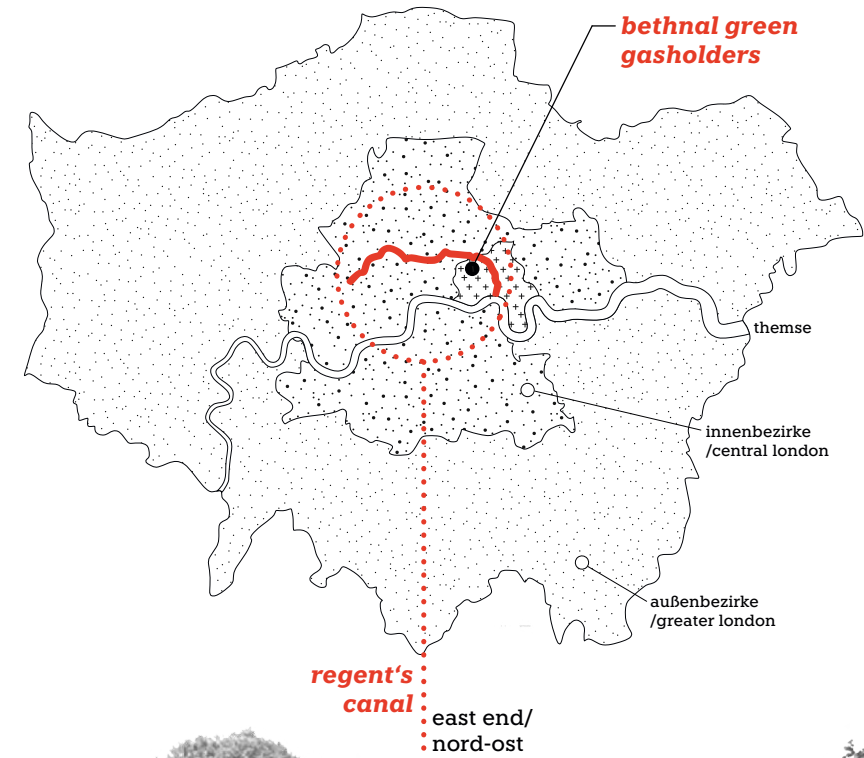 bethnal green
gasholders
themse
innenbezirke
/central london
außenbezirke
/greater london
regent‘s
canal
east end/
nord-ost